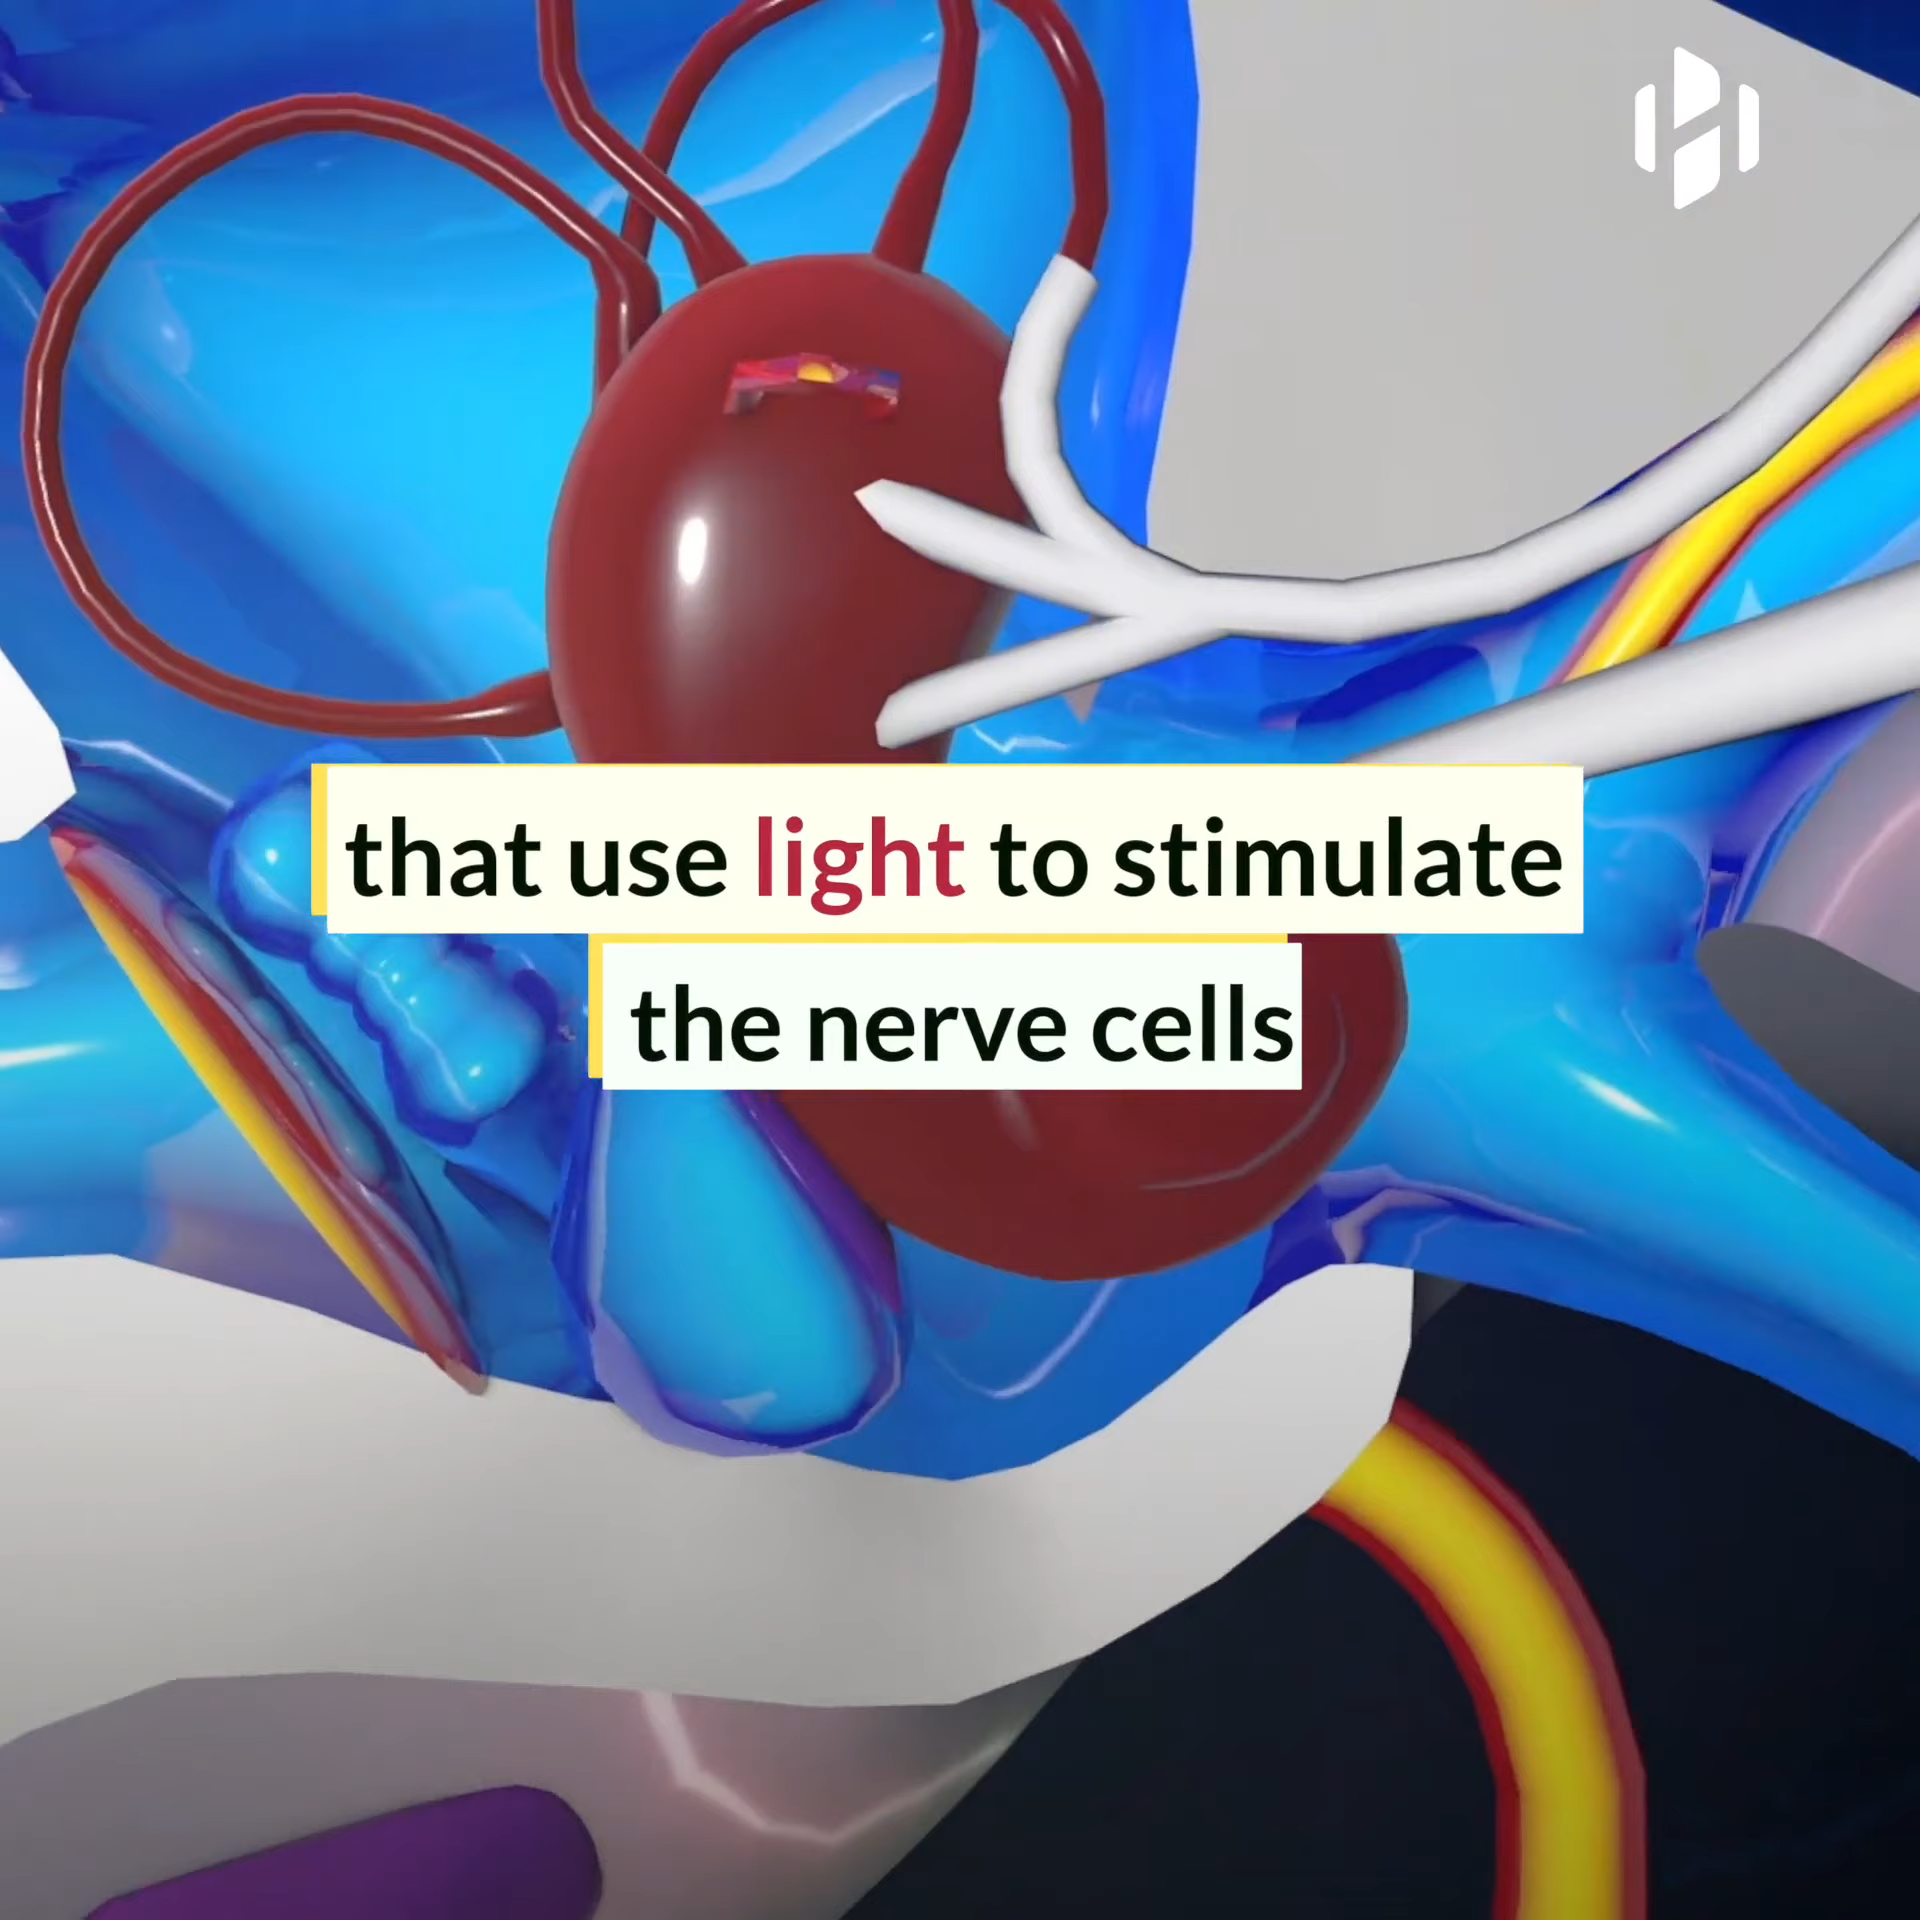 that use light to stimulate
the nerve cells